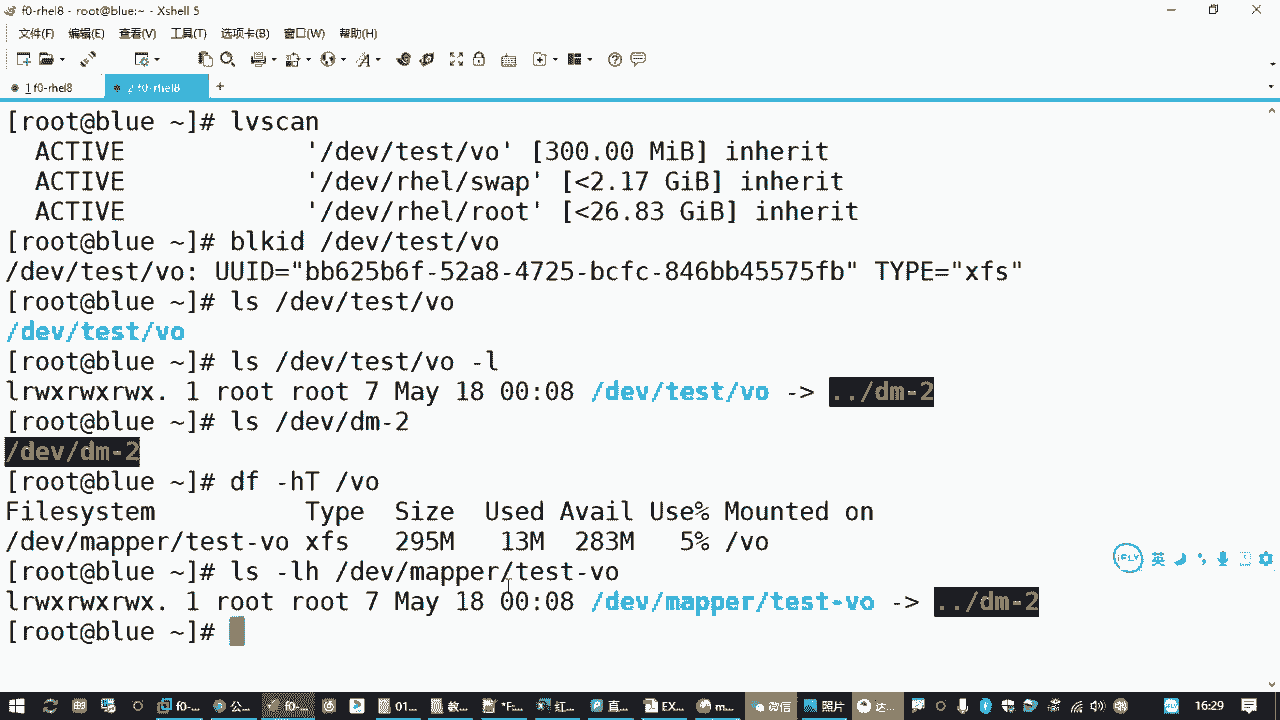 f0-rhel8 - root@blue:~ - Xshell 5
文件(F) 编辑(E) 查看(V) 工具(T) 选项卡(B) 窗口(W) 帮助(H)
1 f0-rhel8 2 f0-rhel8 +
[root@blue ~]# lvscan
ACTIVE '/dev/test/vo' [300.00 MiB] inherit
ACTIVE '/dev/rhel/swap' [<2.17 GiB] inherit
ACTIVE '/dev/rhel/root' [<26.83 GiB] inherit
[root@blue ~]# blkid /dev/test/vo
/dev/test/vo: UUID="bb625b6f-52a8-4725-bcfc-846bb45575fb" TYPE="xfs"
[root@blue ~]# ls /dev/test/vo
/dev/test/vo
[root@blue ~]# ls /dev/test/vo -l
lrwxrwxrwx. 1 root root 7 May 18 00:08 /dev/test/vo -> ../dm-2
[root@blue ~]# ls /dev/dm-2
/dev/dm-2
[root@blue ~]# df -hT /vo
Filesystem Type Size Used Avail Use% Mounted on
/dev/mapper/test-vo xfs 295M 13M 283M 5% /vo
[root@blue ~]# ls -lh /dev/mapper/test-vo
lrwxrwxrwx. 1 root root 7 May 18 00:08 /dev/mapper/test-vo -> ../dm-2
[root@blue ~]#
iFLY 英
f0-... 公... f0-... 01... 教... *F... 红... 直... EX... m... 微信 照片 达... 16:29